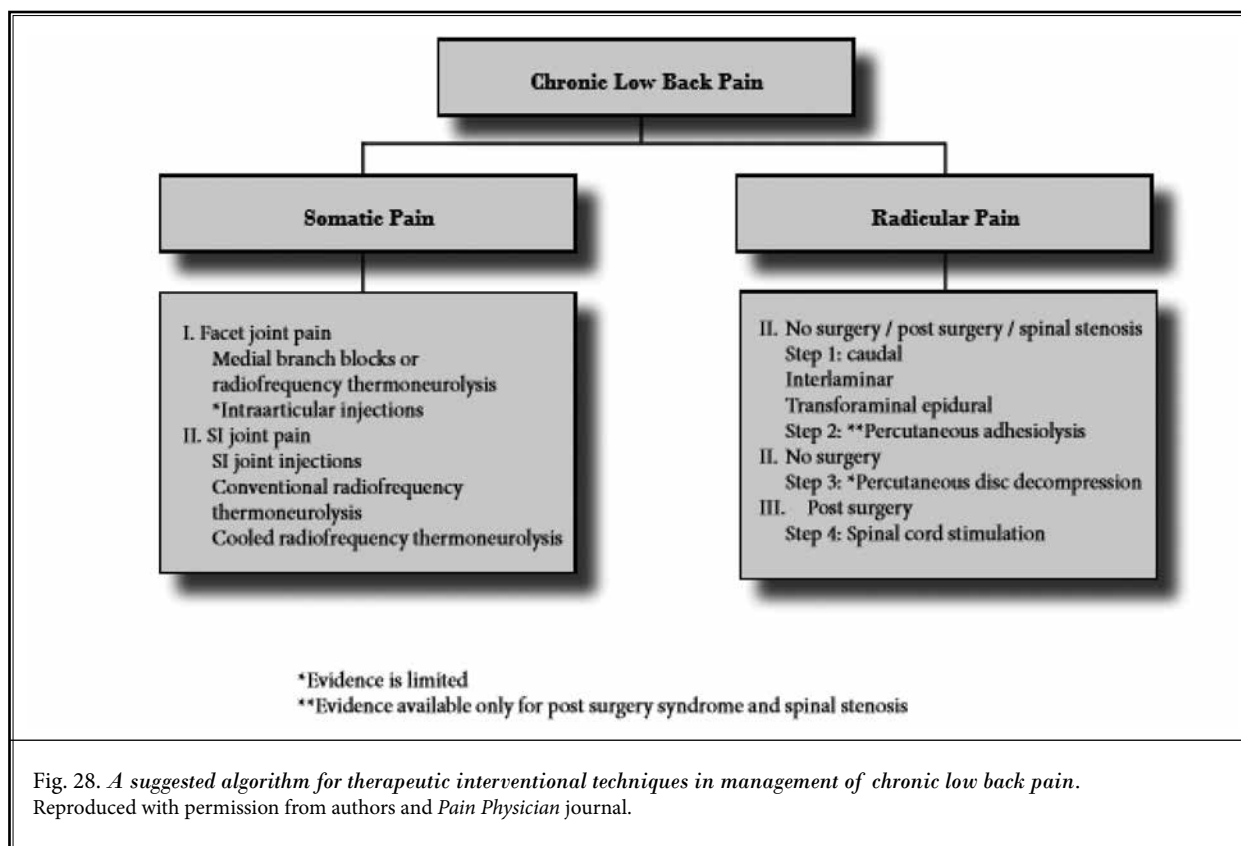 Chronic Low Back Pain
Somatic Pain
I. Facet joint pain
Medial branch blocks or
radiofrequency thermoneurolysis
*Intraarticular injections
II. SI joint pain
SI joint injections
Conventional radiofrequency
thermoneurolysis
Cooled radiofrequency thermoneurolysis
Radicular Pain
II. No surgery / post surgery / spinal stenosis
Step 1: caudal
Interlaminar
Transforaminal epidural
Step 2: **Percutaneous adhesiolysis
II. No surgery
Step 3: *Percutaneous disc decompression
III. Post surgery
Step 4: Spinal cord stimulation
*Evidence is limited
**Evidence available only for post surgery syndrome and spinal stenosis
Fig. 28. A suggested algorithm for therapeutic interventional techniques in management of chronic low back pain.
Reproduced with permission from authors and Pain Physician journal.